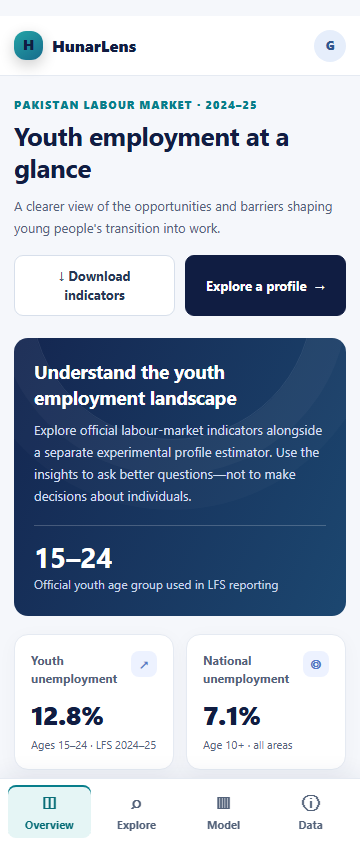 H HunarLens G
PAKISTAN LABOUR MARKET · 2024–25
Youth employment at a
glance
A clearer view of the opportunities and barriers shaping
young people's transition into work.
↓ Download
indicators
Explore a profile →
Understand the youth
employment landscape
Explore official labour-market indicators alongside
a separate experimental profile estimator. Use the
insights to ask better questions—not to make
decisions about individuals.
15–24
Official youth age group used in LFS reporting
Youth
unemployment
↗
12.8%
Ages 15–24 · LFS 2024–25
National
unemployment
7.1%
Age 10+ · all areas
Overview
Explore
Model
Data